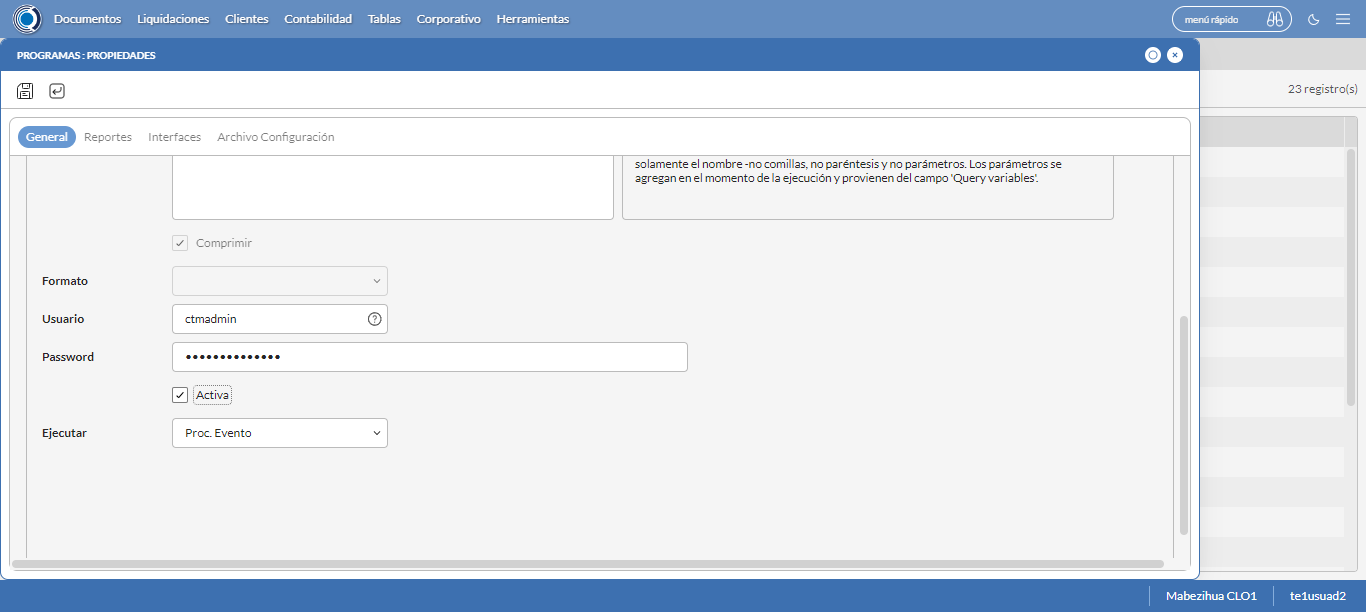 Documentos Liquidaciones Clientes Contabilidad Tablas Corporativo Herramientas menú rápido
PROGRAMAS : PROPIEDADES
23 registro(s)
General Reportes Interfaces Archivo Configuración
solamente el nombre -no comillas, no paréntesis y no parámetros. Los parámetros se
agregan en el momento de la ejecución y provienen del campo 'Query variables'.
Comprimir
Formato
Usuario ctmadmin
Password ••••••••••••••
Activa
Ejecutar Proc. Evento
Mabezihua CLO1 te1usuad2